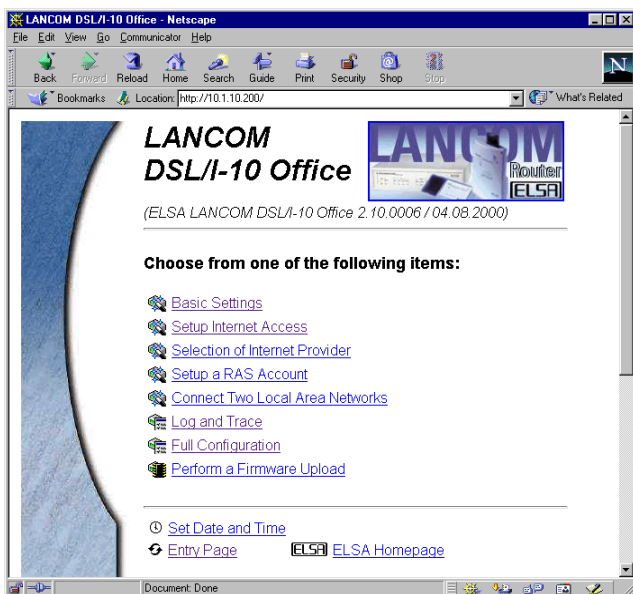 LANCOM DSL/I-10 Office - Netscape
File Edit View Go Communicator Help
Back Forward Reload Home Search Guide Print Security Shop Stop
N
Bookmarks Location: http://10.1.10.200/ What's Related
LANCOM
DSL/I-10 Office
LANCOM
Router
ELSA
(ELSA LANCOM DSL/I-10 Office 2.10.0006 / 04.08.2000)
Choose from one of the following items:
Basic Settings
Setup Internet Access
Selection of Internet Provider
Setup a RAS Account
Connect Two Local Area Networks
Log and Trace
Full Configuration
Perform a Firmware Upload
Set Date and Time
Entry Page ELSA ELSA Homepage
Document: Done